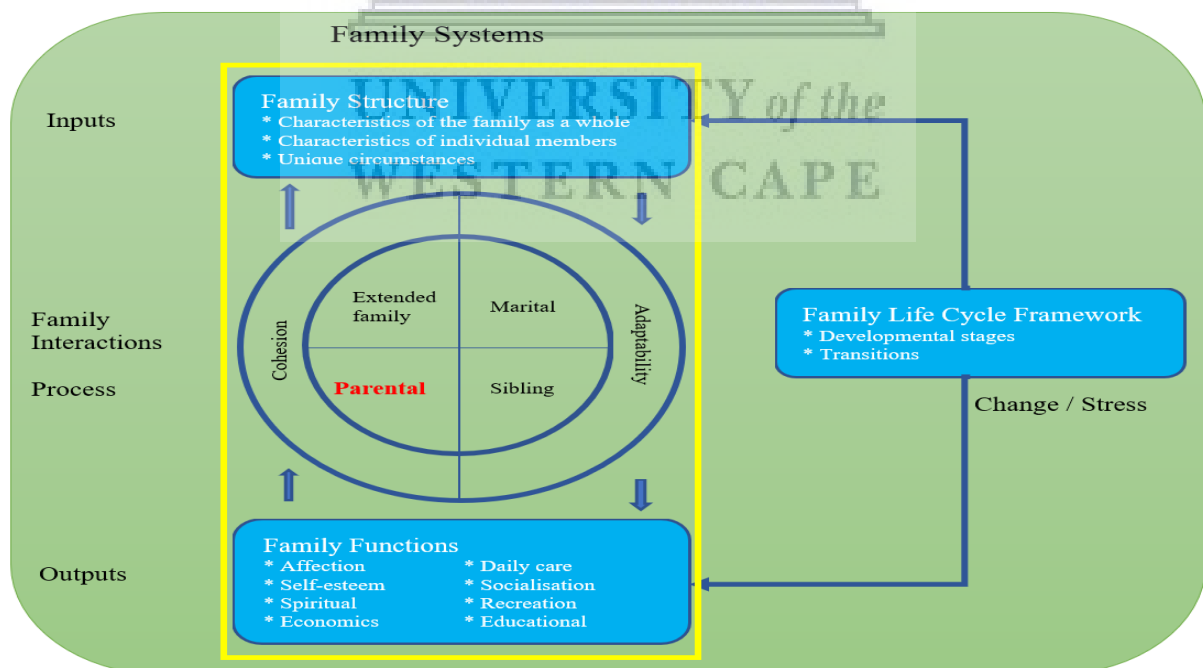 Family Systems
UNIVERSITY of the
WESTERN CAPE
Inputs
Family Structure
* Characteristics of the family as a whole
* Characteristics of individual members
* Unique circumstances
Family
Interactions
Process
Cohesion
Extended
family
Marital
Parental
Sibling
Adaptability
Family Life Cycle Framework
* Developmental stages
* Transitions
Change / Stress
Outputs
Family Functions
* Affection
* Self-esteem
* Spiritual
* Economics
* Daily care
* Socialisation
* Recreation
* Educational